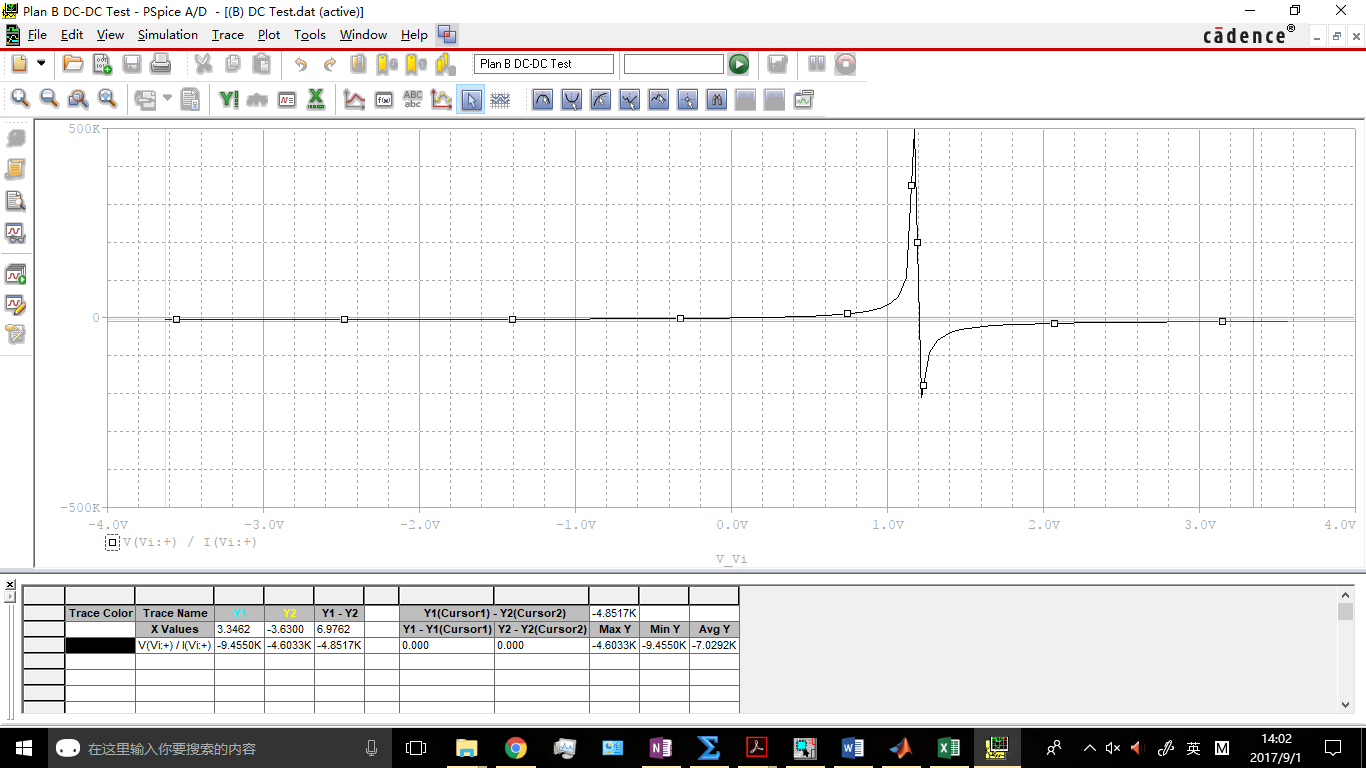 Plan B DC-DC Test - PSpice A/D - [(B) DC Test.dat (active)]
File Edit View Simulation Trace Plot Tools Window Help
cādence®
Plan B DC-DC Test
ABC
abc
500K
0
-500K
-4.0V -3.0V -2.0V -1.0V 0.0V 1.0V 2.0V 3.0V 4.0V
V(Vi:+) / I(Vi:+)
V_Vi
Trace Color Trace Name Y1 Y2 Y1 - Y2 Y1(Cursor1) - Y2(Cursor2) -4.8517K
X Values 3.3462 -3.6300 6.9762 Y1 - Y1(Cursor1) Y2 - Y2(Cursor2) Max Y Min Y Avg Y
V(Vi:+) / I(Vi:+) -9.4550K -4.6033K -4.8517K 0.000 0.000 -4.6033K -9.4550K -7.0292K
在这里输入你要搜索的内容
英 M
14:02
2017/9/1